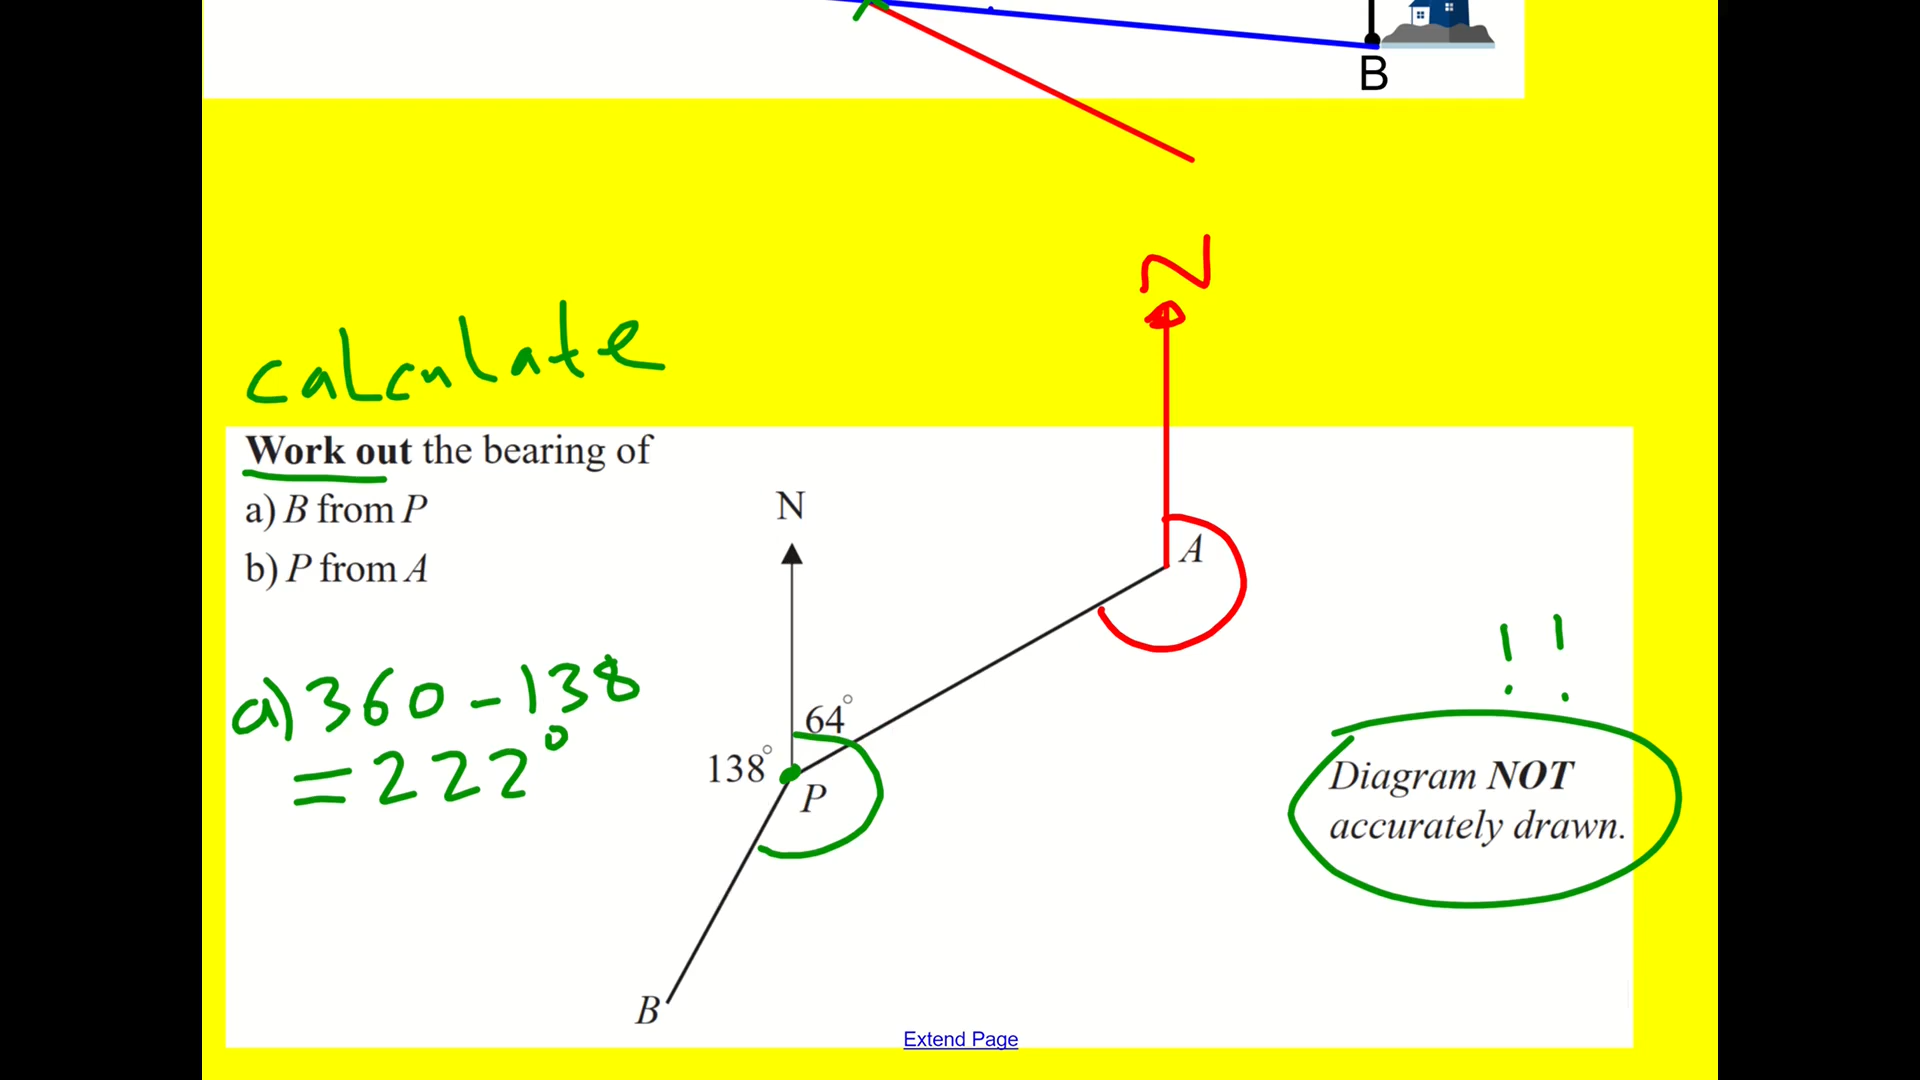 B
N
calculate
Work out the bearing of
a) B from P
b) P from A
N
A
a) 360 - 138
= 222°
64°
138°
P
! !
Diagram NOT
accurately drawn.
B
Extend Page